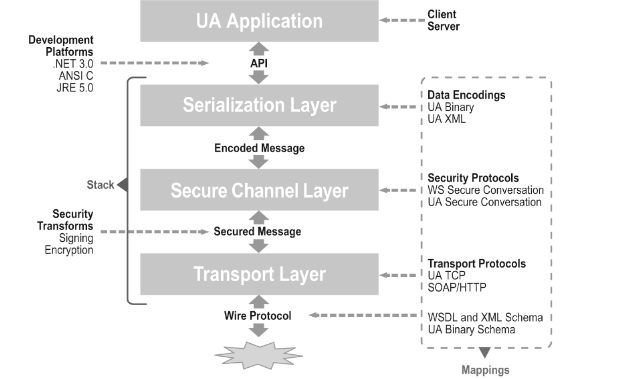 UA Application
Client
Server
Development
Platforms
.NET 3.0
ANSI C
JRE 5.0
API
Serialization Layer
Data Encodings
UA Binary
UA XML
Encoded Message
Stack
Secure Channel Layer
Security Protocols
WS Secure Conversation
UA Secure Conversation
Security
Transforms
Signing
Encryption
Secured Message
Transport Layer
Transport Protocols
UA TCP
SOAP/HTTP
Wire Protocol
WSDL and XML Schema
UA Binary Schema
Mappings